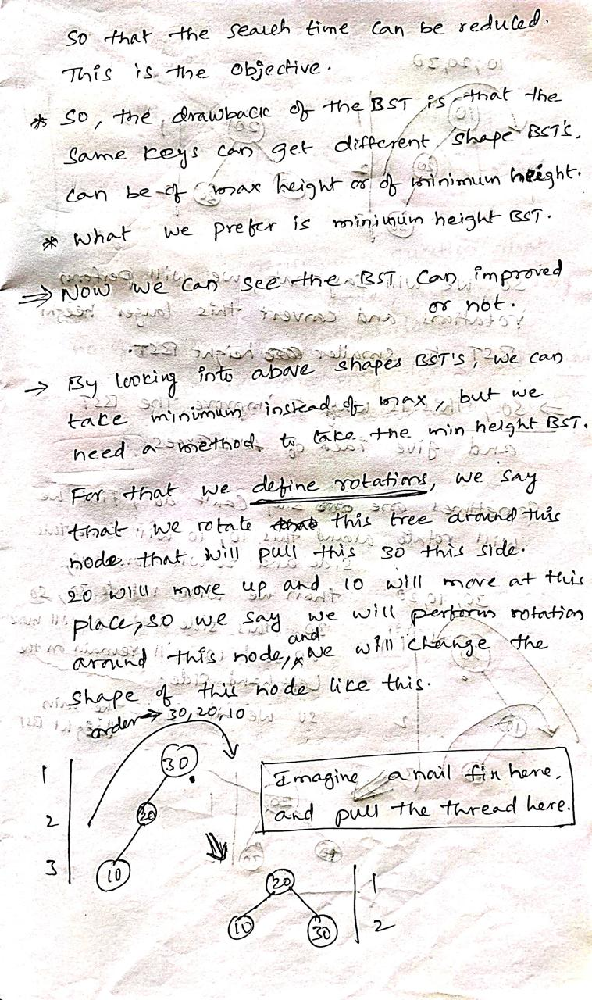 So that the search time can be reduced.
This is the objective.
* So, the drawback of the BST is that the
same keys can get different shape BST's.
can be of max height or of minimum height.
* What we prefer is minimum height BST.
⇒ Now we can see the BST can improved
or not.
→ By looking into above shapes BST's, we can
take minimum instead of max, but we
need a method to take the min height BST.
For that we define rotations, we say
that we rotate that this tree around this
node that will pull this 30 this side.
20 will move up and 10 will move at this
place, so we say we will perform rotation
around this node, and we will change the
shape of this node like this.
order → 30, 20, 10
1
30
2
20
3
10
Imagine a nail fix here,
and pull the thread here.
20
1
10
30
2